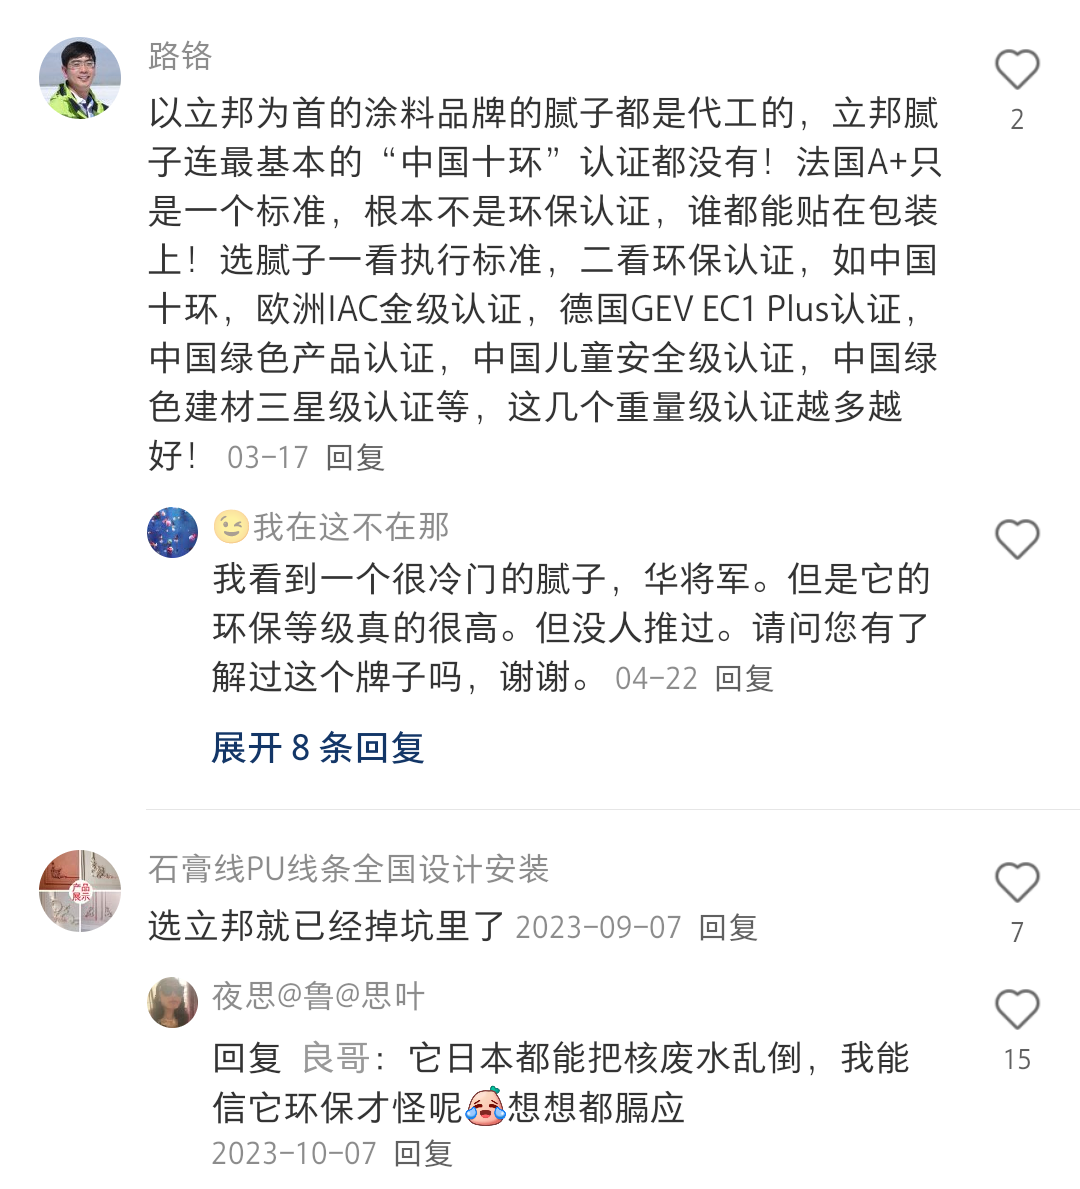 路铬
以立邦为首的涂料品牌的腻子都是代工的，立邦腻
子连最基本的“中国十环”认证都没有！法国A+只
是一个标准，根本不是环保认证，谁都能贴在包装
上！选腻子一看执行标准，二看环保认证，如中国
十环，欧洲IAC金级认证，德国GEV EC1 Plus认证，
中国绿色产品认证，中国儿童安全级认证，中国绿
色建材三星级认证等，这几个重量级认证越多越
好！ 03-17 回复
2
😉我在这不在那
我看到一个很冷门的腻子，华将军。但是它的
环保等级真的很高。但没人推过。请问您有了
解过这个牌子吗，谢谢。 04-22 回复
展开 8 条回复
产品
展示
石膏线PU线条全国设计安装
选立邦就已经掉坑里了 2023-09-07 回复
7
夜思@鲁@思叶
回复 良哥：它日本都能把核废水乱倒，我能
信它环保才怪呢想想都膈应
2023-10-07 回复
15